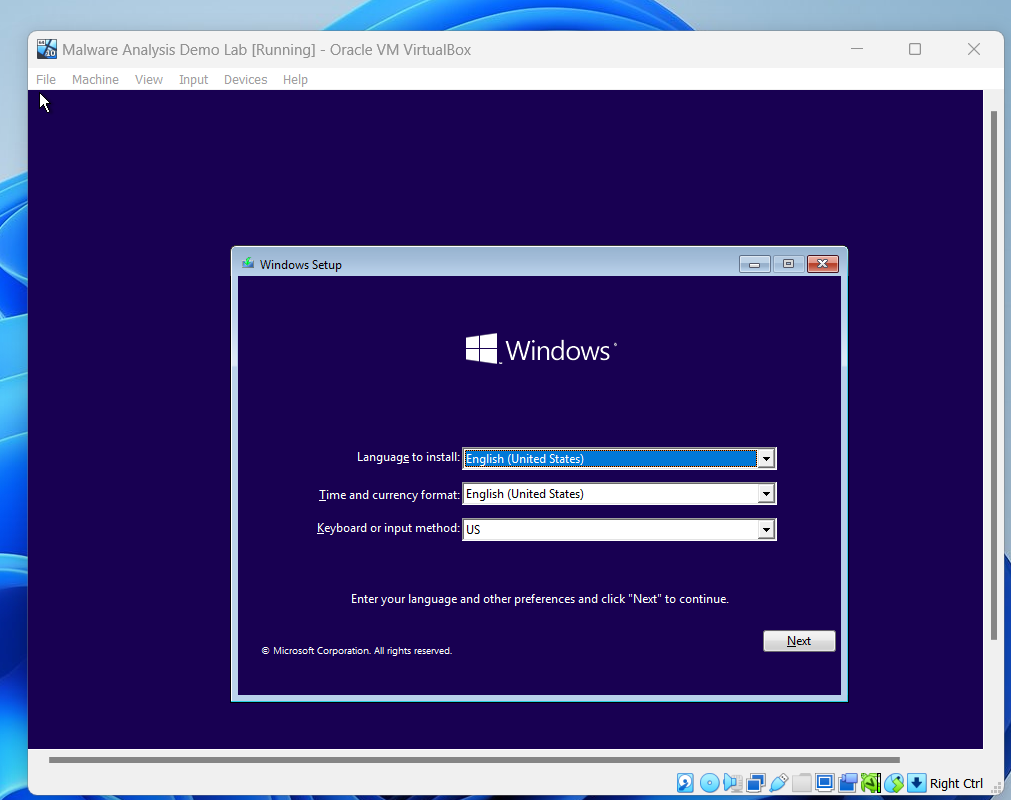 Malware Analysis Demo Lab [Running] - Oracle VM VirtualBox
File Machine View Input Devices Help
Windows Setup
Windows
Language to install: English (United States)
Time and currency format: English (United States)
Keyboard or input method: US
Enter your language and other preferences and click "Next" to continue.
Next
© Microsoft Corporation. All rights reserved.
Right Ctrl